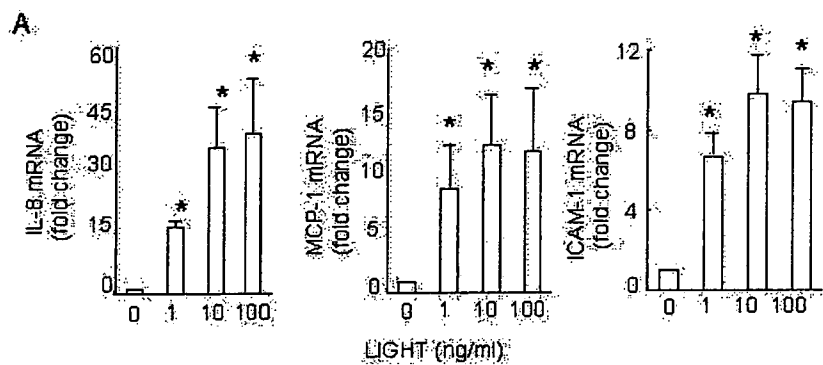 A
IL-8 mRNA
(fold change)
60
45
30
15
0
*
*
*
0 1 10 100
MCP-1 mRNA
(fold change)
20
15
10
5
0
*
*
*
0 1 10 100
ICAM-1 mRNA
(fold change)
12
8
4
0
*
*
*
0 1 10 100
LIGHT (ng/ml)